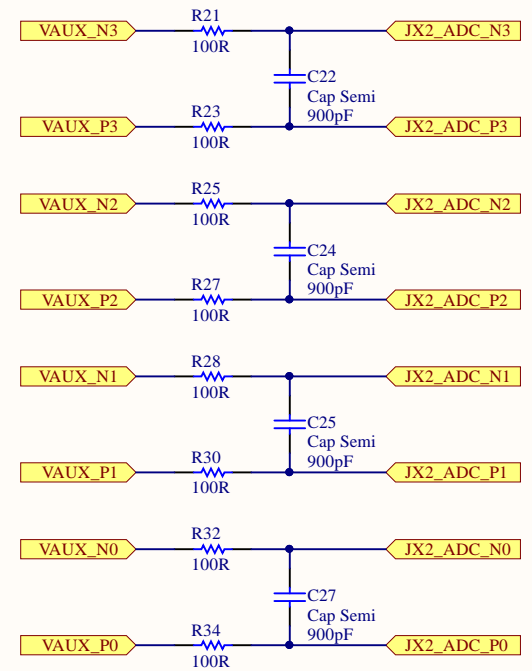 R21
VAUX_N3
JX2_ADC_N3
100R
C22
Cap Semi
900pF
R23
VAUX_P3
JX2_ADC_P3
100R
R25
VAUX_N2
JX2_ADC_N2
100R
C24
Cap Semi
900pF
R27
VAUX_P2
JX2_ADC_P2
100R
R28
VAUX_N1
JX2_ADC_N1
100R
C25
Cap Semi
900pF
R30
VAUX_P1
JX2_ADC_P1
100R
R32
VAUX_N0
JX2_ADC_N0
100R
C27
Cap Semi
900pF
R34
VAUX_P0
JX2_ADC_P0
100R